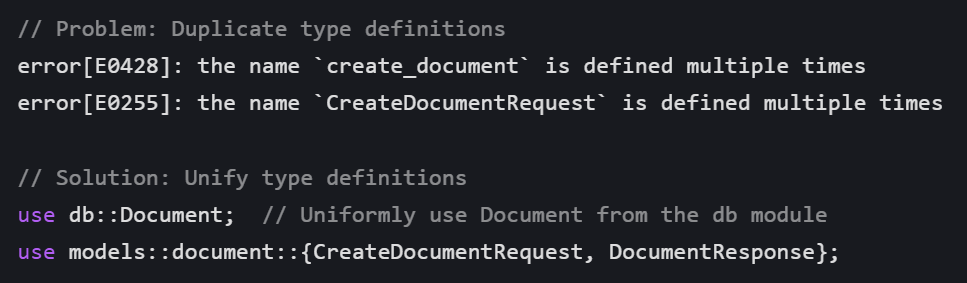 // Problem: Duplicate type definitions
error[E0428]: the name `create_document` is defined multiple times
error[E0255]: the name `CreateDocumentRequest` is defined multiple times
// Solution: Unify type definitions
use db::Document;  // Uniformly use Document from the db module
use models::document::{CreateDocumentRequest, DocumentResponse};